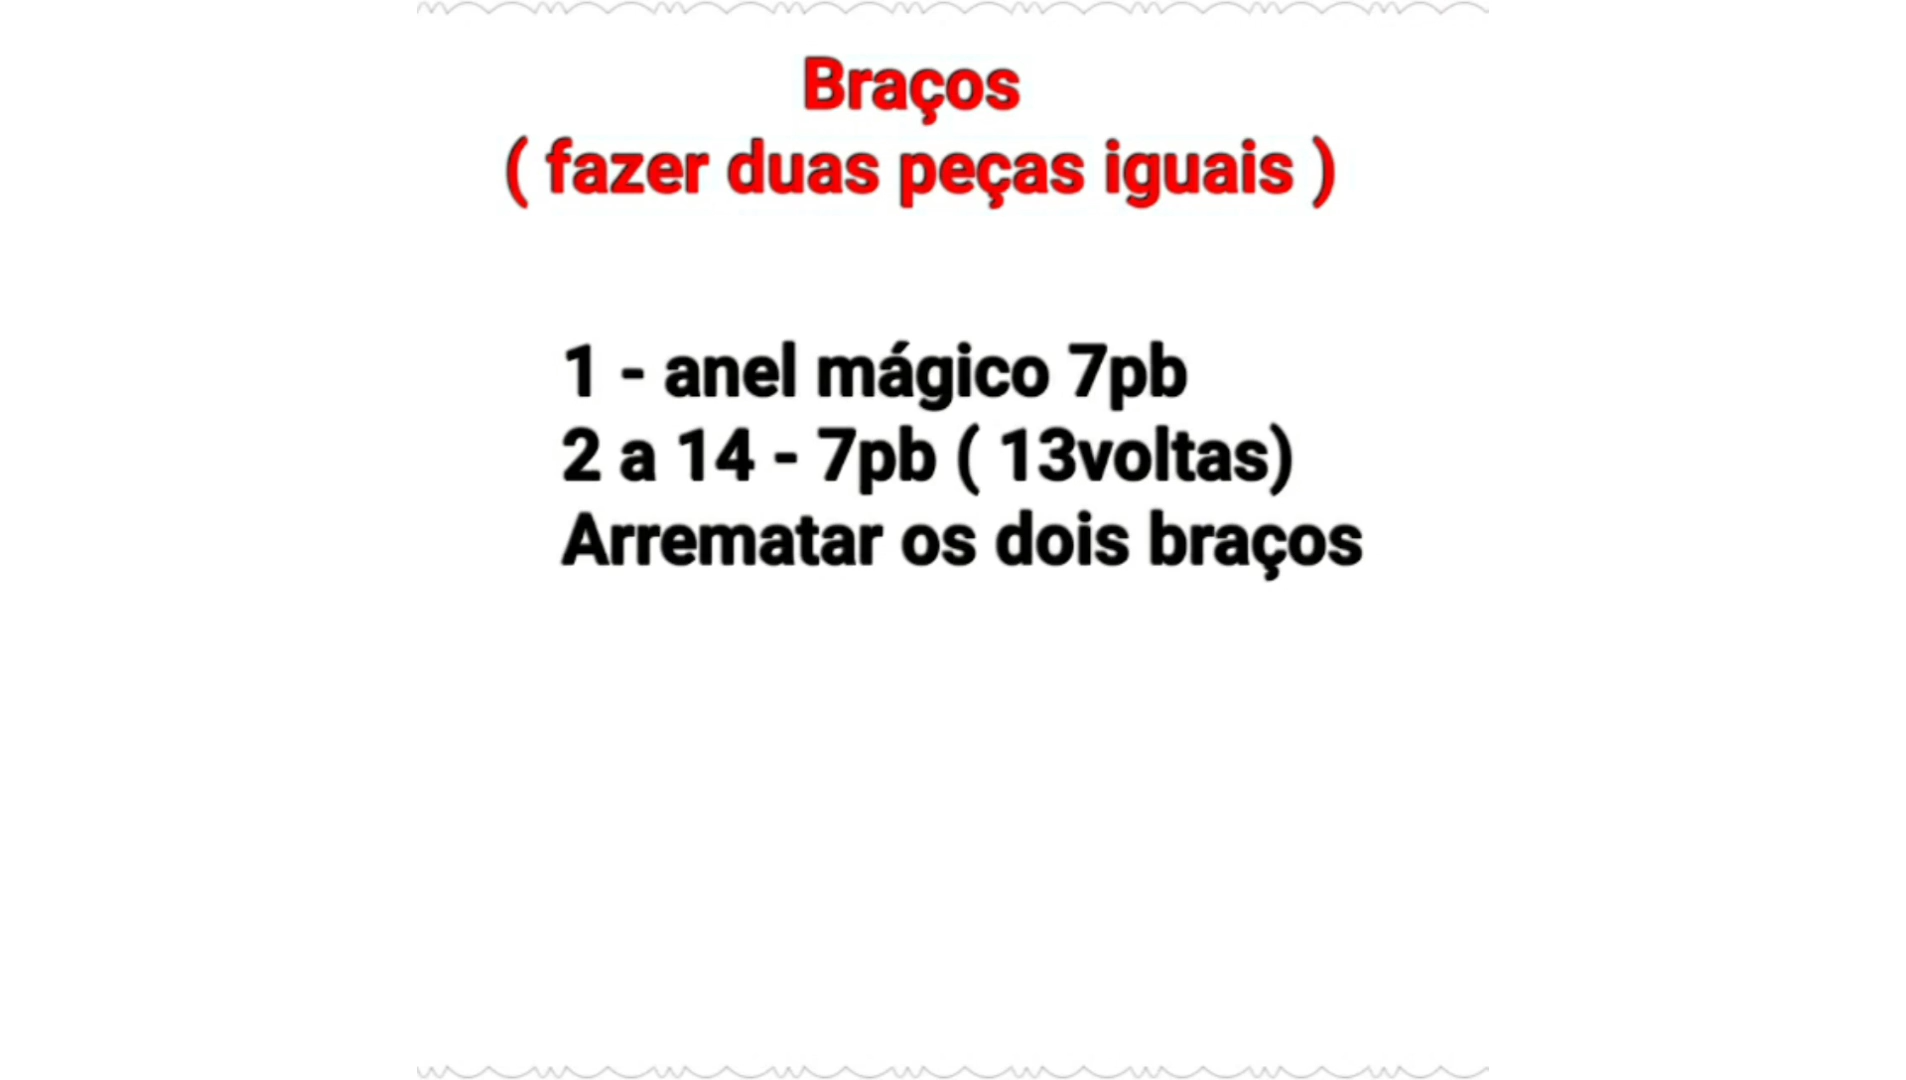 Braços
( fazer duas peças iguais )
1 - anel mágico 7pb
2 a 14 - 7pb ( 13voltas)
Arrematar os dois braços